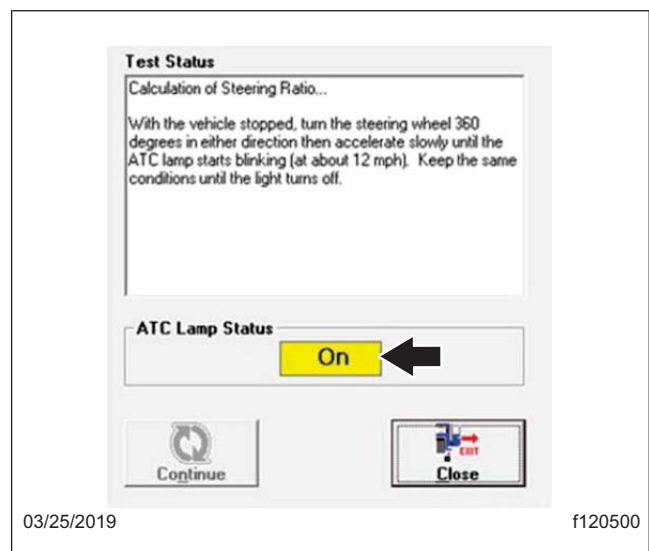 Test Status
Calculation of Steering Ratio...
With the vehicle stopped, turn the steering wheel 360
degrees in either direction then accelerate slowly until the
ATC lamp starts blinking (at about 12 mph). Keep the same
conditions until the light turns off.
ATC Lamp Status
On
EXIT
Continue
Close
03/25/2019
f120500